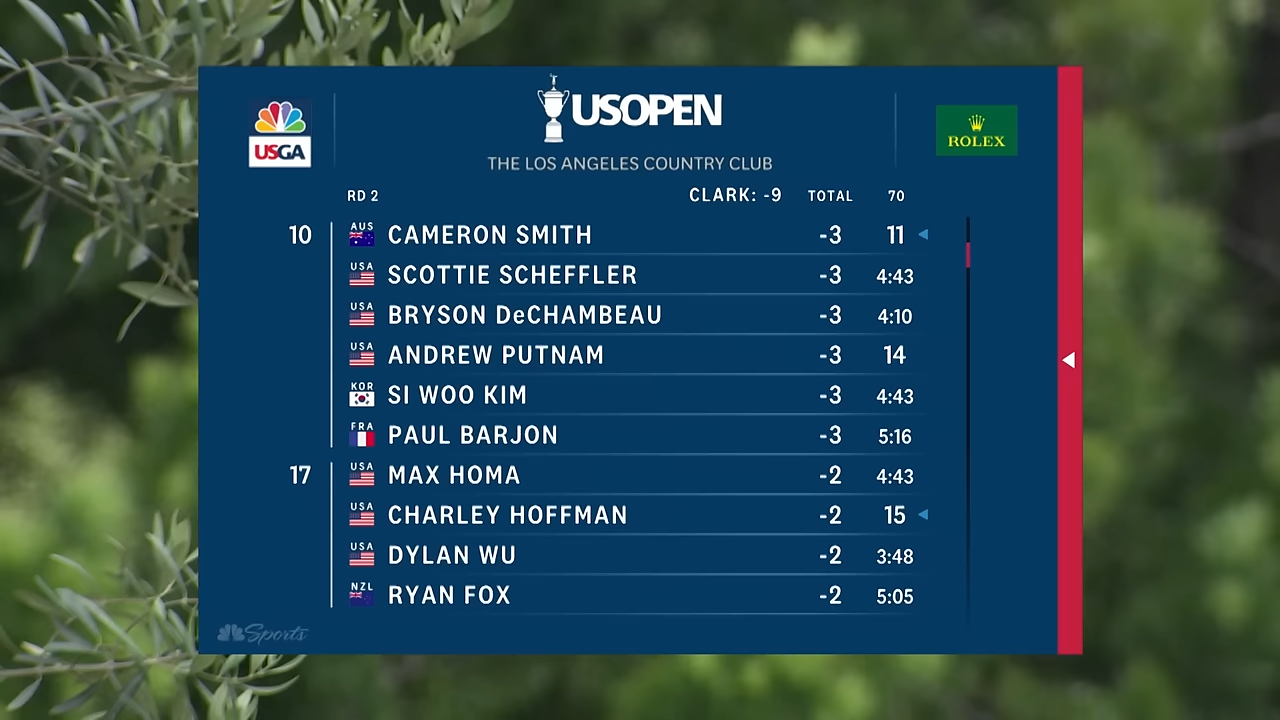 USOPEN
USGA
ROLEX
THE LOS ANGELES COUNTRY CLUB
RD 2 CLARK: -9 TOTAL 70
10 AUS CAMERON SMITH -3 11
USA SCOTTIE SCHEFFLER -3 4:43
USA BRYSON DeCHAMBEAU -3 4:10
USA ANDREW PUTNAM -3 14
KOR SI WOO KIM -3 4:43
FRA PAUL BARJON -3 5:16
17 USA MAX HOMA -2 4:43
USA CHARLEY HOFFMAN -2 15
USA DYLAN WU -2 3:48
NZL RYAN FOX -2 5:05
Sports